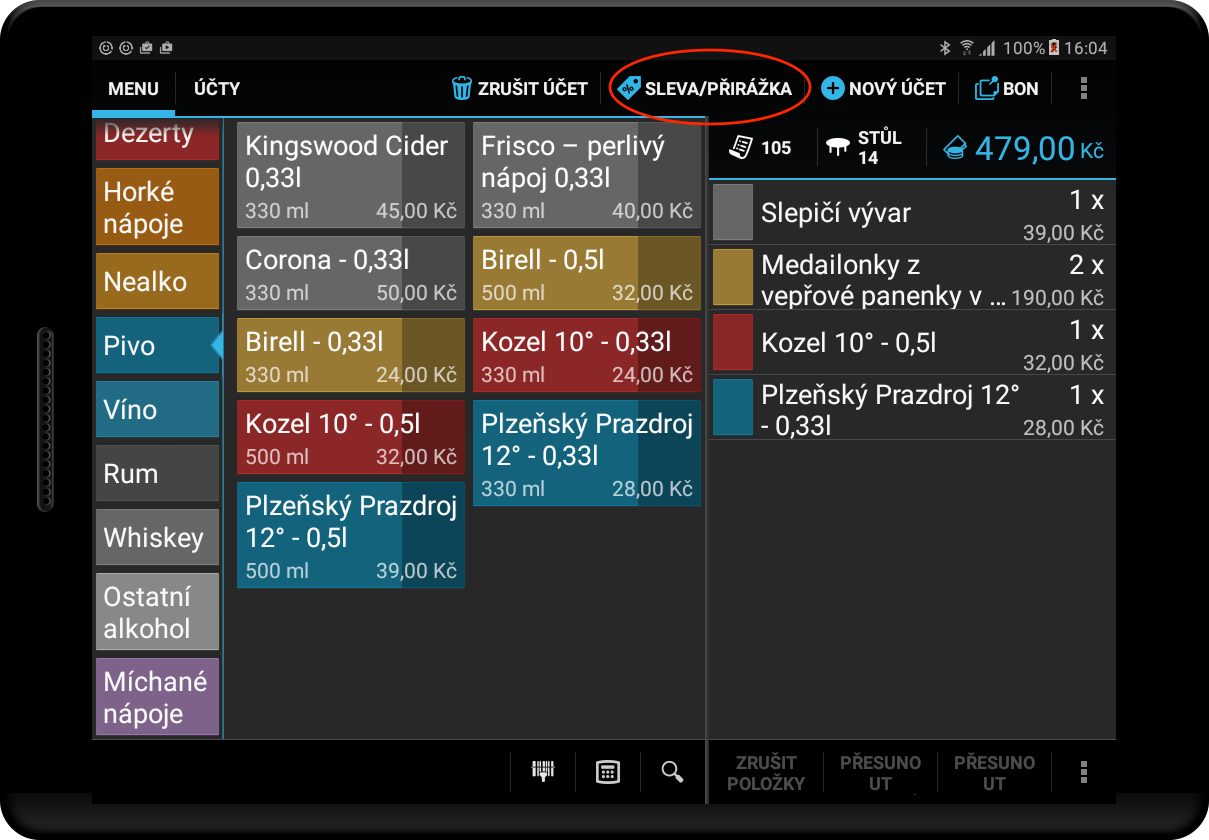 100% 16:04
MENU ÚČTY ZRUŠIT ÚČET SLEVA/PŘIRÁŽKA NOVÝ ÚČET BON
Dezerty
Horké
nápoje
Nealko
Pivo
Víno
Rum
Whiskey
Ostatní
alkohol
Míchané
nápoje
Kingswood Cider
0,33l
330 ml 45,00 Kč
Frisco – perlivý
nápoj 0,33l
330 ml 40,00 Kč
Corona - 0,33l
330 ml 50,00 Kč
Birell - 0,5l
500 ml 32,00 Kč
Birell - 0,33l
330 ml 24,00 Kč
Kozel 10° - 0,33l
330 ml 24,00 Kč
Kozel 10° - 0,5l
500 ml 32,00 Kč
Plzeňský Prazdroj
12° - 0,33l
330 ml 28,00 Kč
Plzeňský Prazdroj
12° - 0,5l
500 ml 39,00 Kč
105
STŮL
14
479,00 Kč
Slepičí vývar 1 x
39,00 Kč
Medailonky z 2 x
vepřové panenky v ... 190,00 Kč
Kozel 10° - 0,5l 1 x
32,00 Kč
Plzeňský Prazdroj 12° 1 x
- 0,33l 28,00 Kč
ZRUŠIT
POLOŽKY
PŘESUNO
UT
PŘESUNO
UT